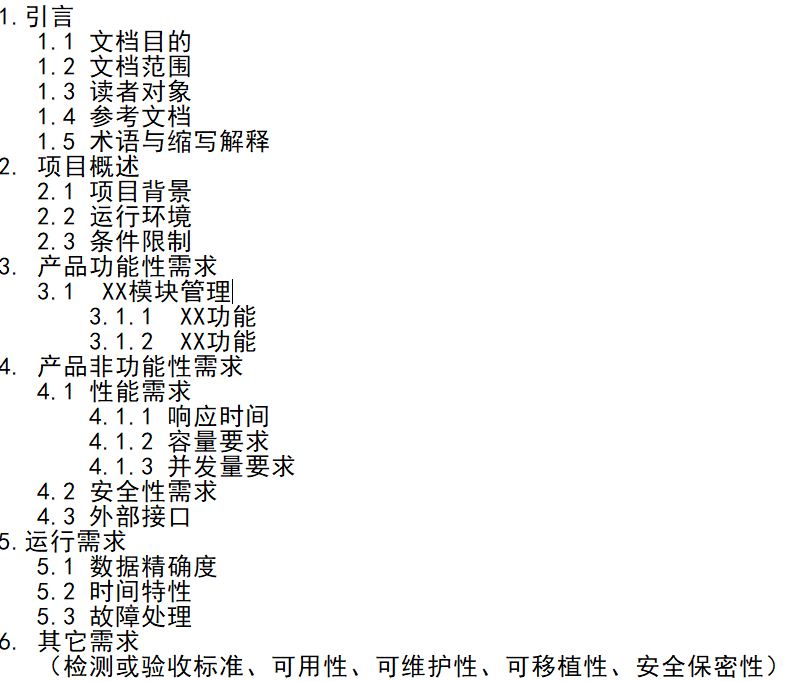 1.引言
1.1 文档目的
1.2 文档范围
1.3 读者对象
1.4 参考文档
1.5 术语与缩写解释
2. 项目概述
2.1 项目背景
2.2 运行环境
2.3 条件限制
3. 产品功能性需求
3.1 XX模块管理
3.1.1 XX功能
3.1.2 XX功能
4. 产品非功能性需求
4.1 性能需求
4.1.1 响应时间
4.1.2 容量要求
4.1.3 并发量要求
4.2 安全性需求
4.3 外部接口
5.运行需求
5.1 数据精确度
5.2 时间特性
5.3 故障处理
6. 其它需求
（检测或验收标准、可用性、可维护性、可移植性、安全保密性）